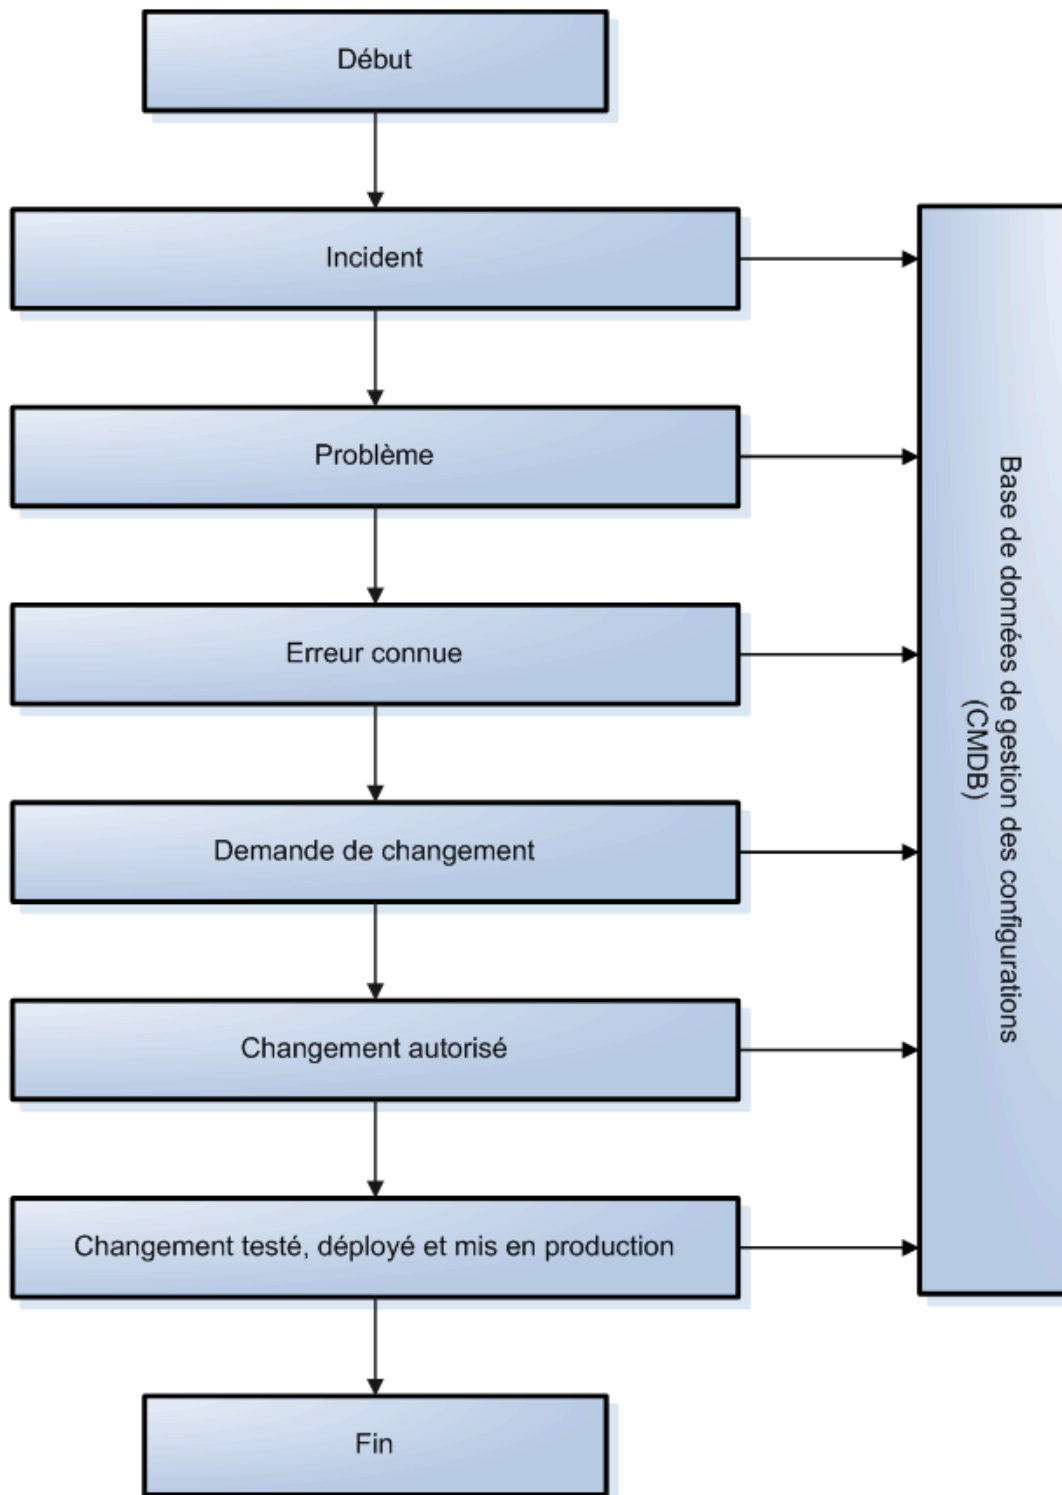 Début
Incident
Problème
Erreur connue
Demande de changement
Changement autorisé
Changement testé, déployé et mis en production
Fin
Base de données de gestion des configurations
(CMDB)